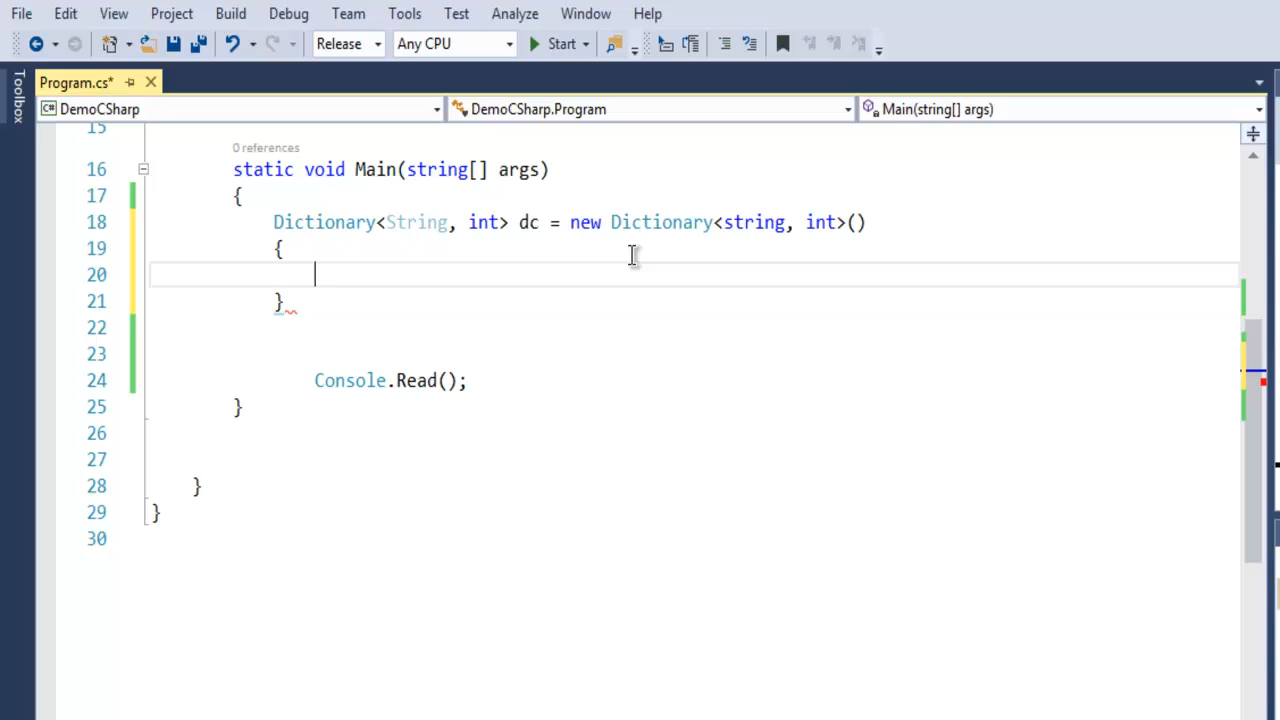 File Edit View Project Build Debug Team Tools Test Analyze Window Help
Release Any CPU Start
Toolbox
Program.cs*
DemoCSharp DemoCSharp.Program Main(string[] args)
15
0 references
16 static void Main(string[] args)
17 {
18 Dictionary<String, int> dc = new Dictionary<string, int>()
19 {
20
21 }
22
23
24 Console.Read();
25 }
26
27
28 }
29 }
30